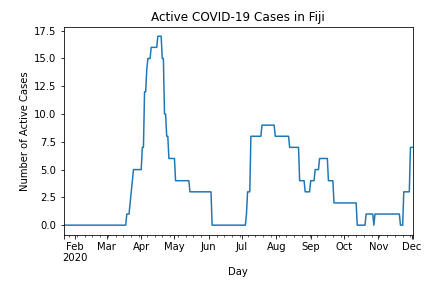 Active COVID-19 Cases in Fiji
Number of Active Cases
17.5
15.0
12.5
10.0
7.5
5.0
2.5
0.0
Feb Mar Apr May Jun Jul Aug Sep Oct Nov Dec
2020
Day